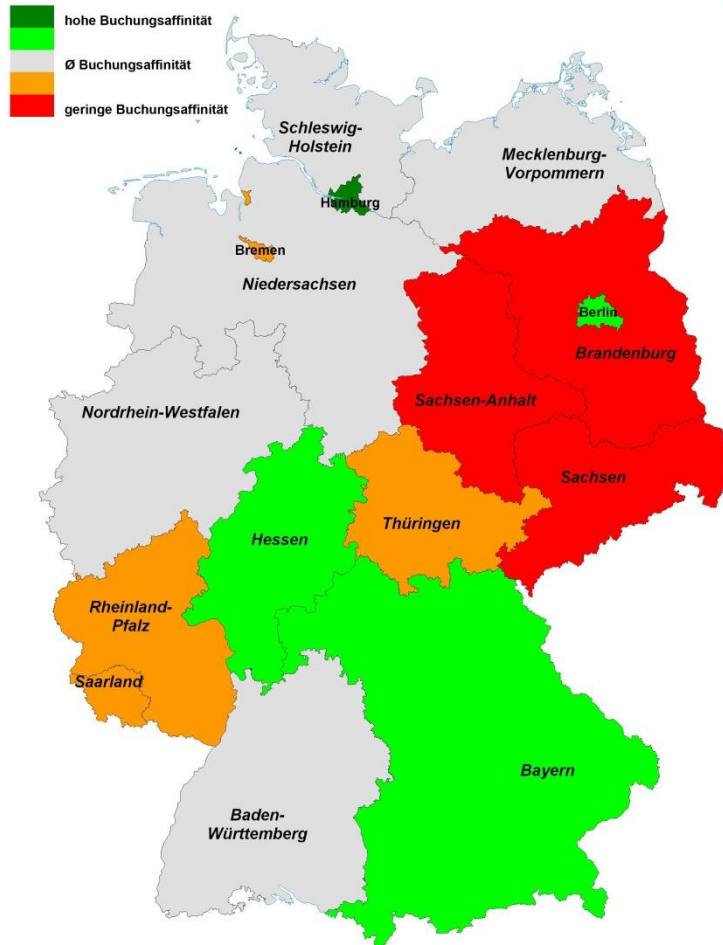 hohe Buchungsaffinität
Ø Buchungsaffinität
geringe Buchungsaffinität
Schleswig-
Holstein
Mecklenburg-
Vorpommern
Hamburg
Bremen
Niedersachsen
Berlin
Brandenburg
Sachsen-Anhalt
Nordrhein-Westfalen
Sachsen
Thüringen
Hessen
Rheinland-
Pfalz
Saarland
Bayern
Baden-
Württemberg